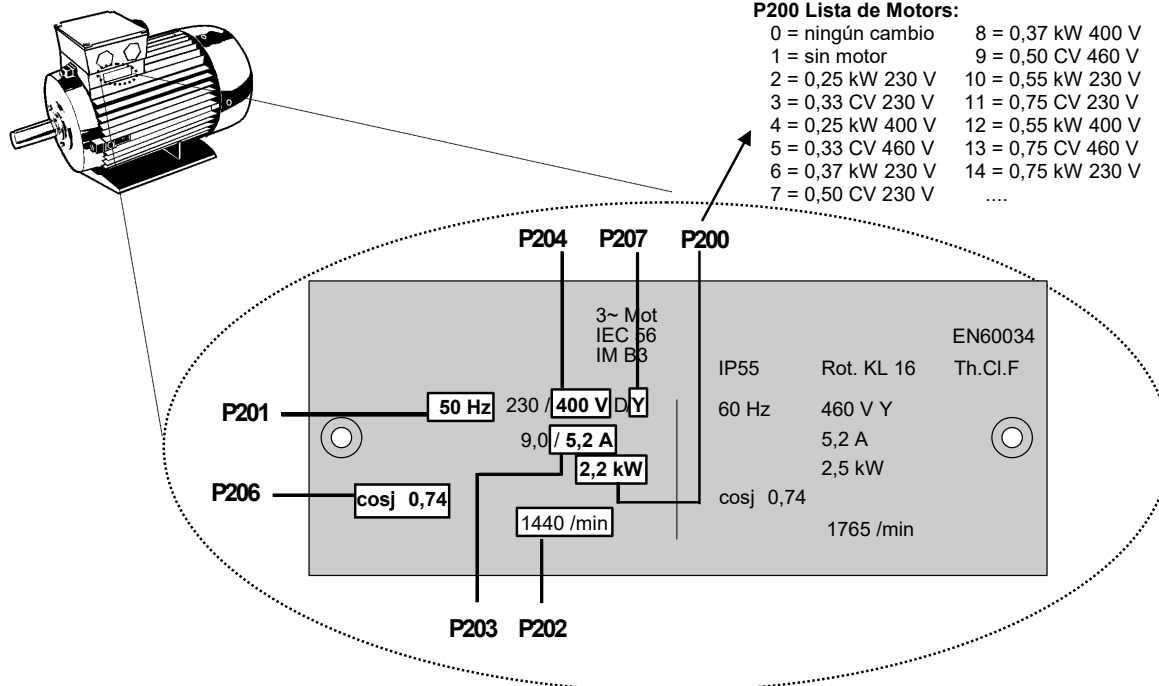 P200 Lista de Motors:
0 = ningún cambio 8 = 0,37 kW 400 V
1 = sin motor 9 = 0,50 CV 460 V
2 = 0,25 kW 230 V 10 = 0,55 kW 230 V
3 = 0,33 CV 230 V 11 = 0,75 CV 230 V
4 = 0,25 kW 400 V 12 = 0,55 kW 400 V
5 = 0,33 CV 460 V 13 = 0,75 CV 460 V
6 = 0,37 kW 230 V 14 = 0,75 kW 230 V
7 = 0,50 CV 230 V ....
P204 P207 P200
3~ Mot
IEC 56
IM B3
EN60034
IP55 Rot. KL 16 Th.Cl.F
P201 50 Hz 230 / 400 V D/Y 60 Hz 460 V Y
9,0 / 5,2 A 5,2 A
2,2 kW 2,5 kW
P206 cosj 0,74 cosj 0,74
1440 /min 1765 /min
P203 P202